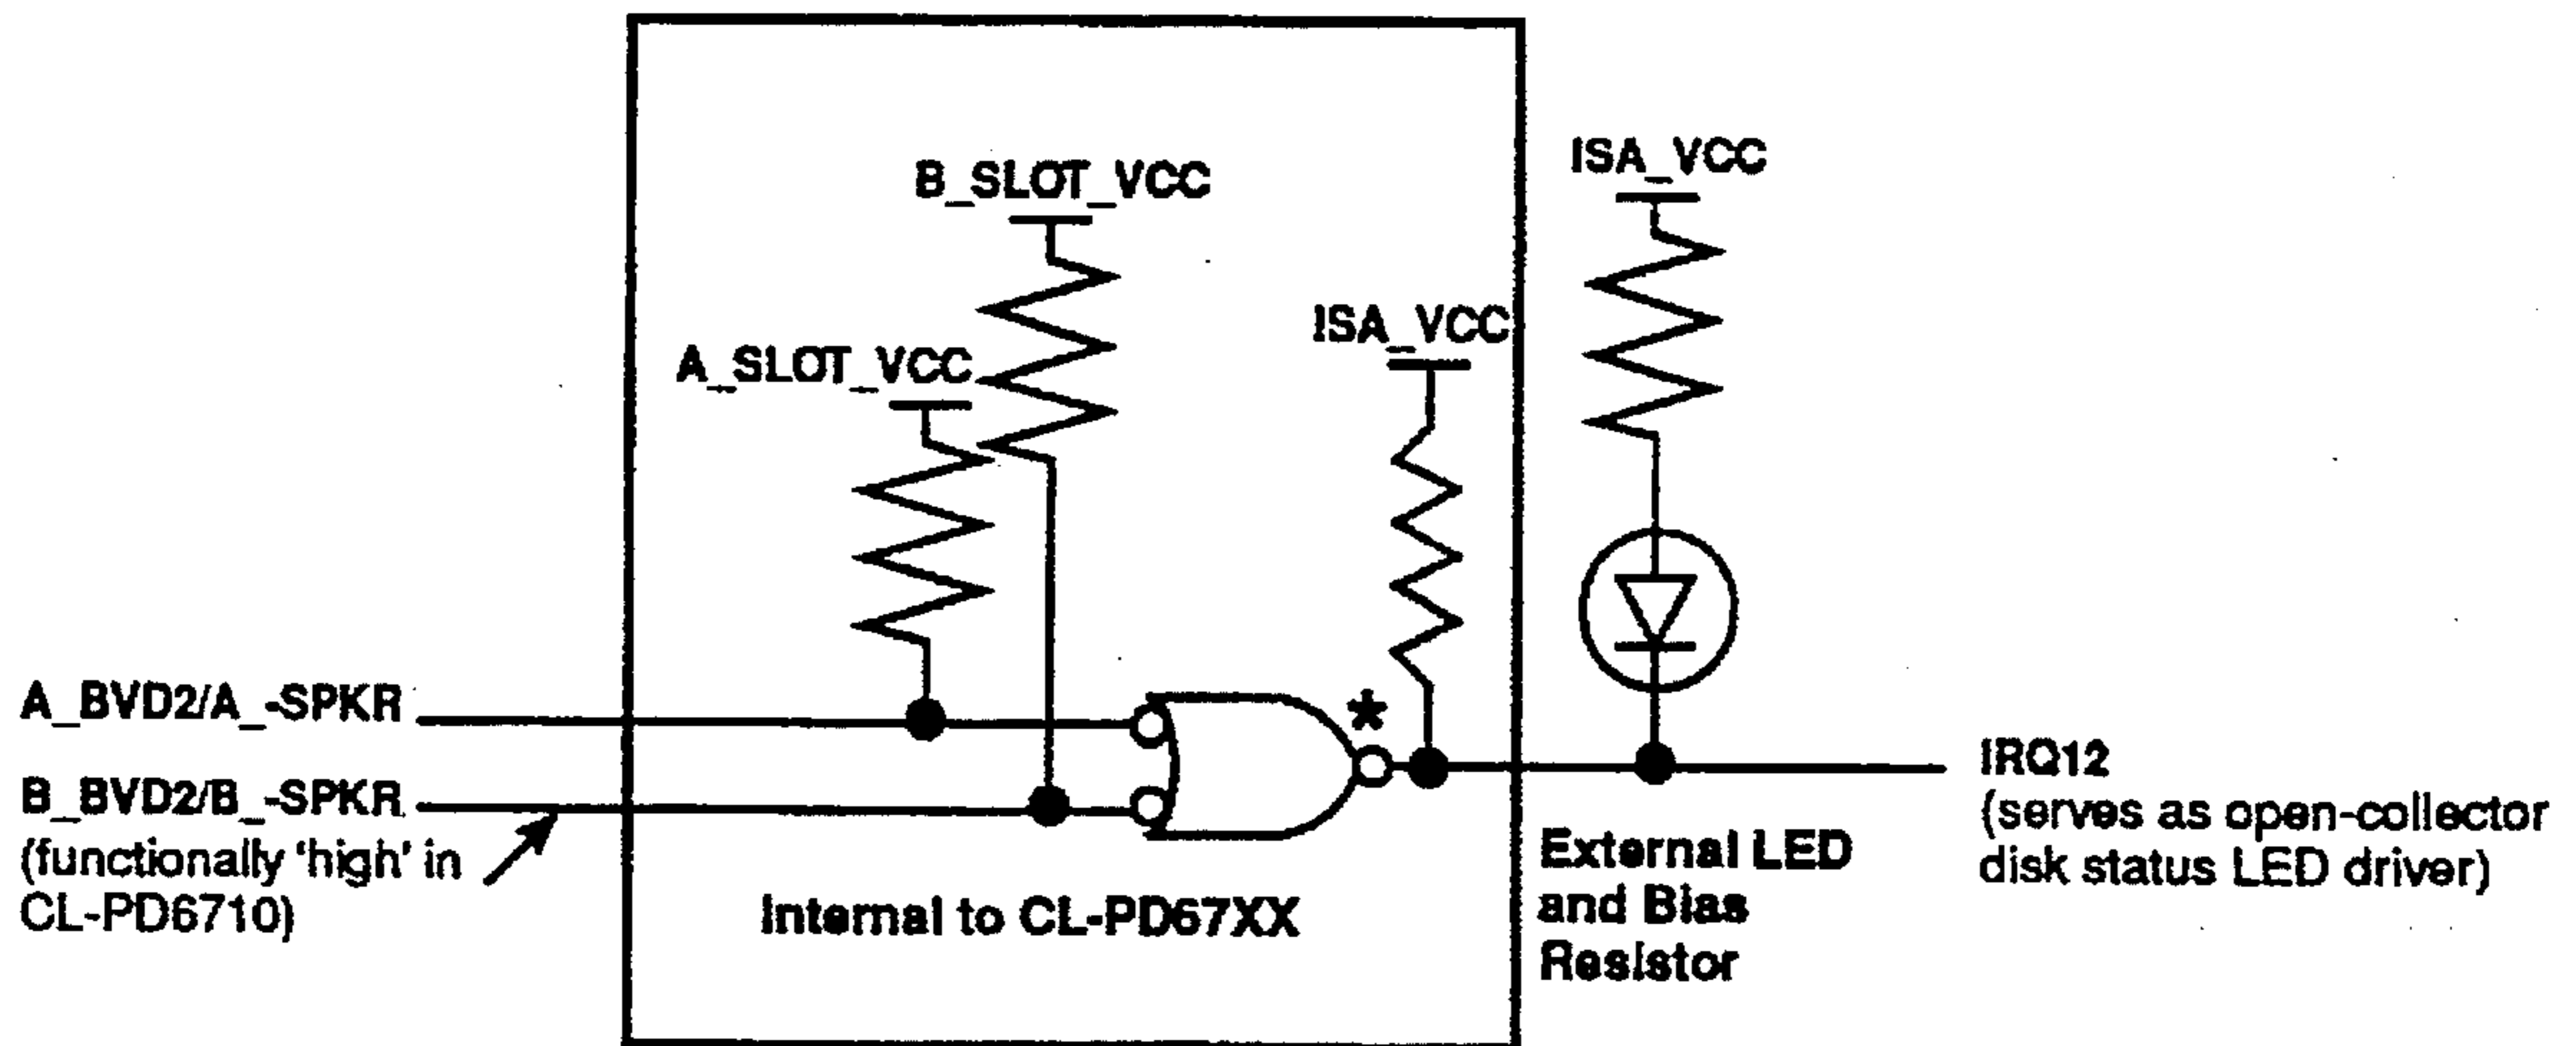 B_SLOT_VCC
ISA_VCC
ISA_VCC
A_SLOT_VCC
A_BVD2/A_-SPKR
*
B_BVD2/B_-SPKR
(functionally 'high' in
CL-PD6710)
Internal to CL-PD67XX
External LED
and Bias
Resistor
IRQ12
(serves as open-collector
disk status LED driver)